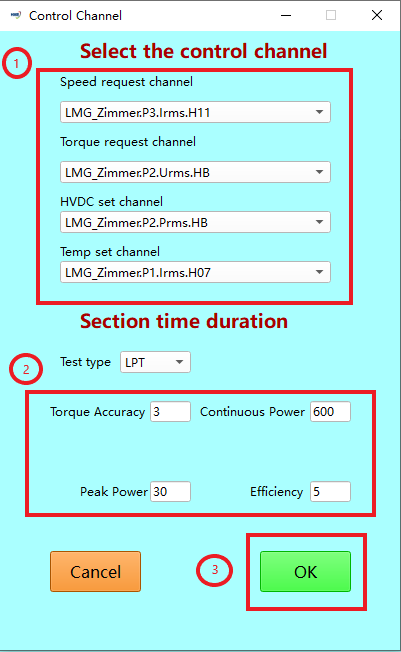 Control Channel
Select the control channel
1
Speed request channel
LMG_Zimmer.P3.Irms.H11
Torque request channel
LMG_Zimmer.P2.Urms.HB
HVDC set channel
LMG_Zimmer.P2.Prms.HB
Temp set channel
LMG_Zimmer.P1.Irms.H07
Section time duration
2
Test type LPT
Torque Accuracy 3 Continuous Power 600
Peak Power 30 Efficiency 5
Cancel 3 OK